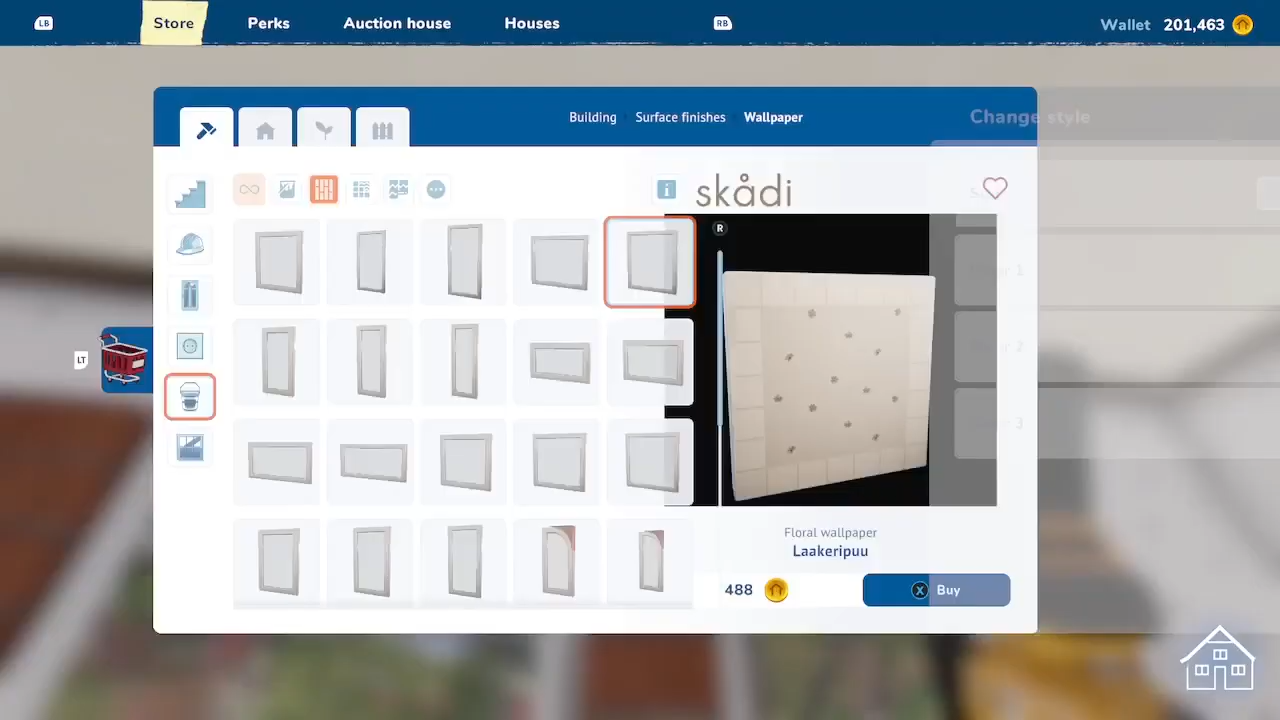 LB
Store
Perks
Auction house
Houses
RB
Wallet 201,463
Building
Surface finishes
Wallpaper
Change style
skådi
R
LT
Floral wallpaper
Laakeripuu
488
X Buy